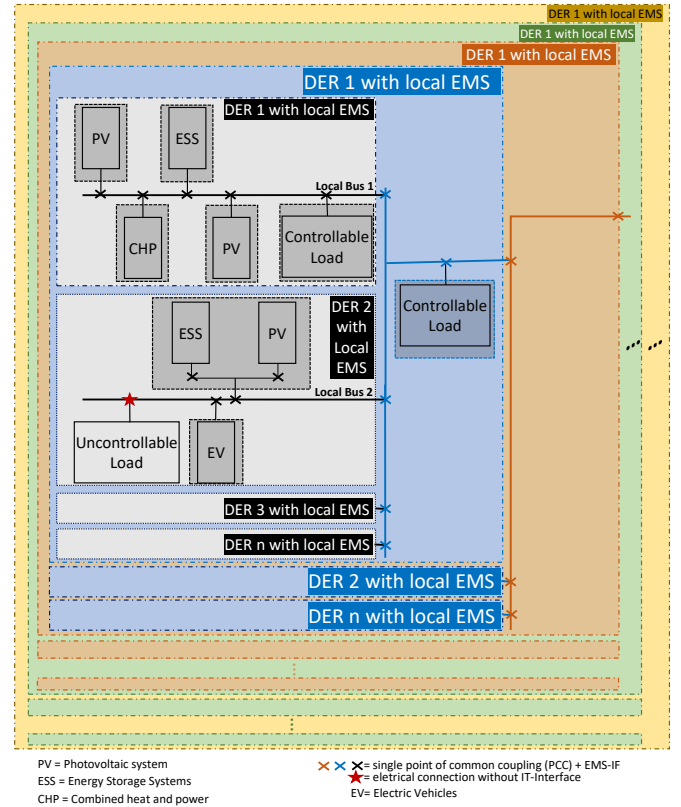 DER 1 with local EMS
DER 1 with local EMS
DER 1 with local EMS
DER 1 with local EMS
DER 1 with local EMS
PV
ESS
Local Bus 1
CHP
PV
Controllable
Load
Controllable
Load
DER 2
with
Local
EMS
ESS
PV
Local Bus 2
Uncontrollable
Load
EV
DER 3 with local EMS
DER n with local EMS
DER 2 with local EMS
DER n with local EMS
PV = Photovoltaic system
ESS = Energy Storage Systems
CHP = Combined heat and power
= single point of common coupling (PCC) + EMS-IF
= eletrical connection without IT-Interface
EV= Electric Vehicles